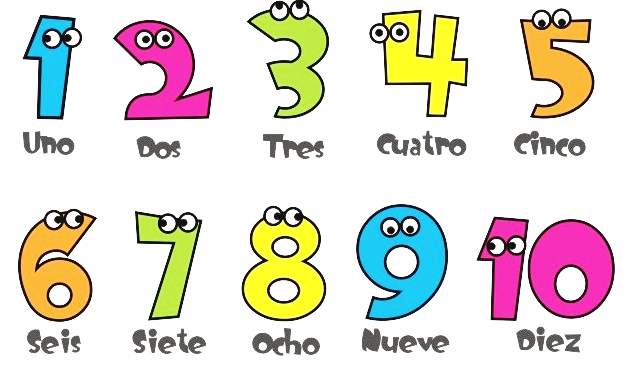 1 2 3 4 5
Uno Dos Tres Cuatro Cinco
6 7 8 9 10
Seis Siete Ocho Nueve Diez